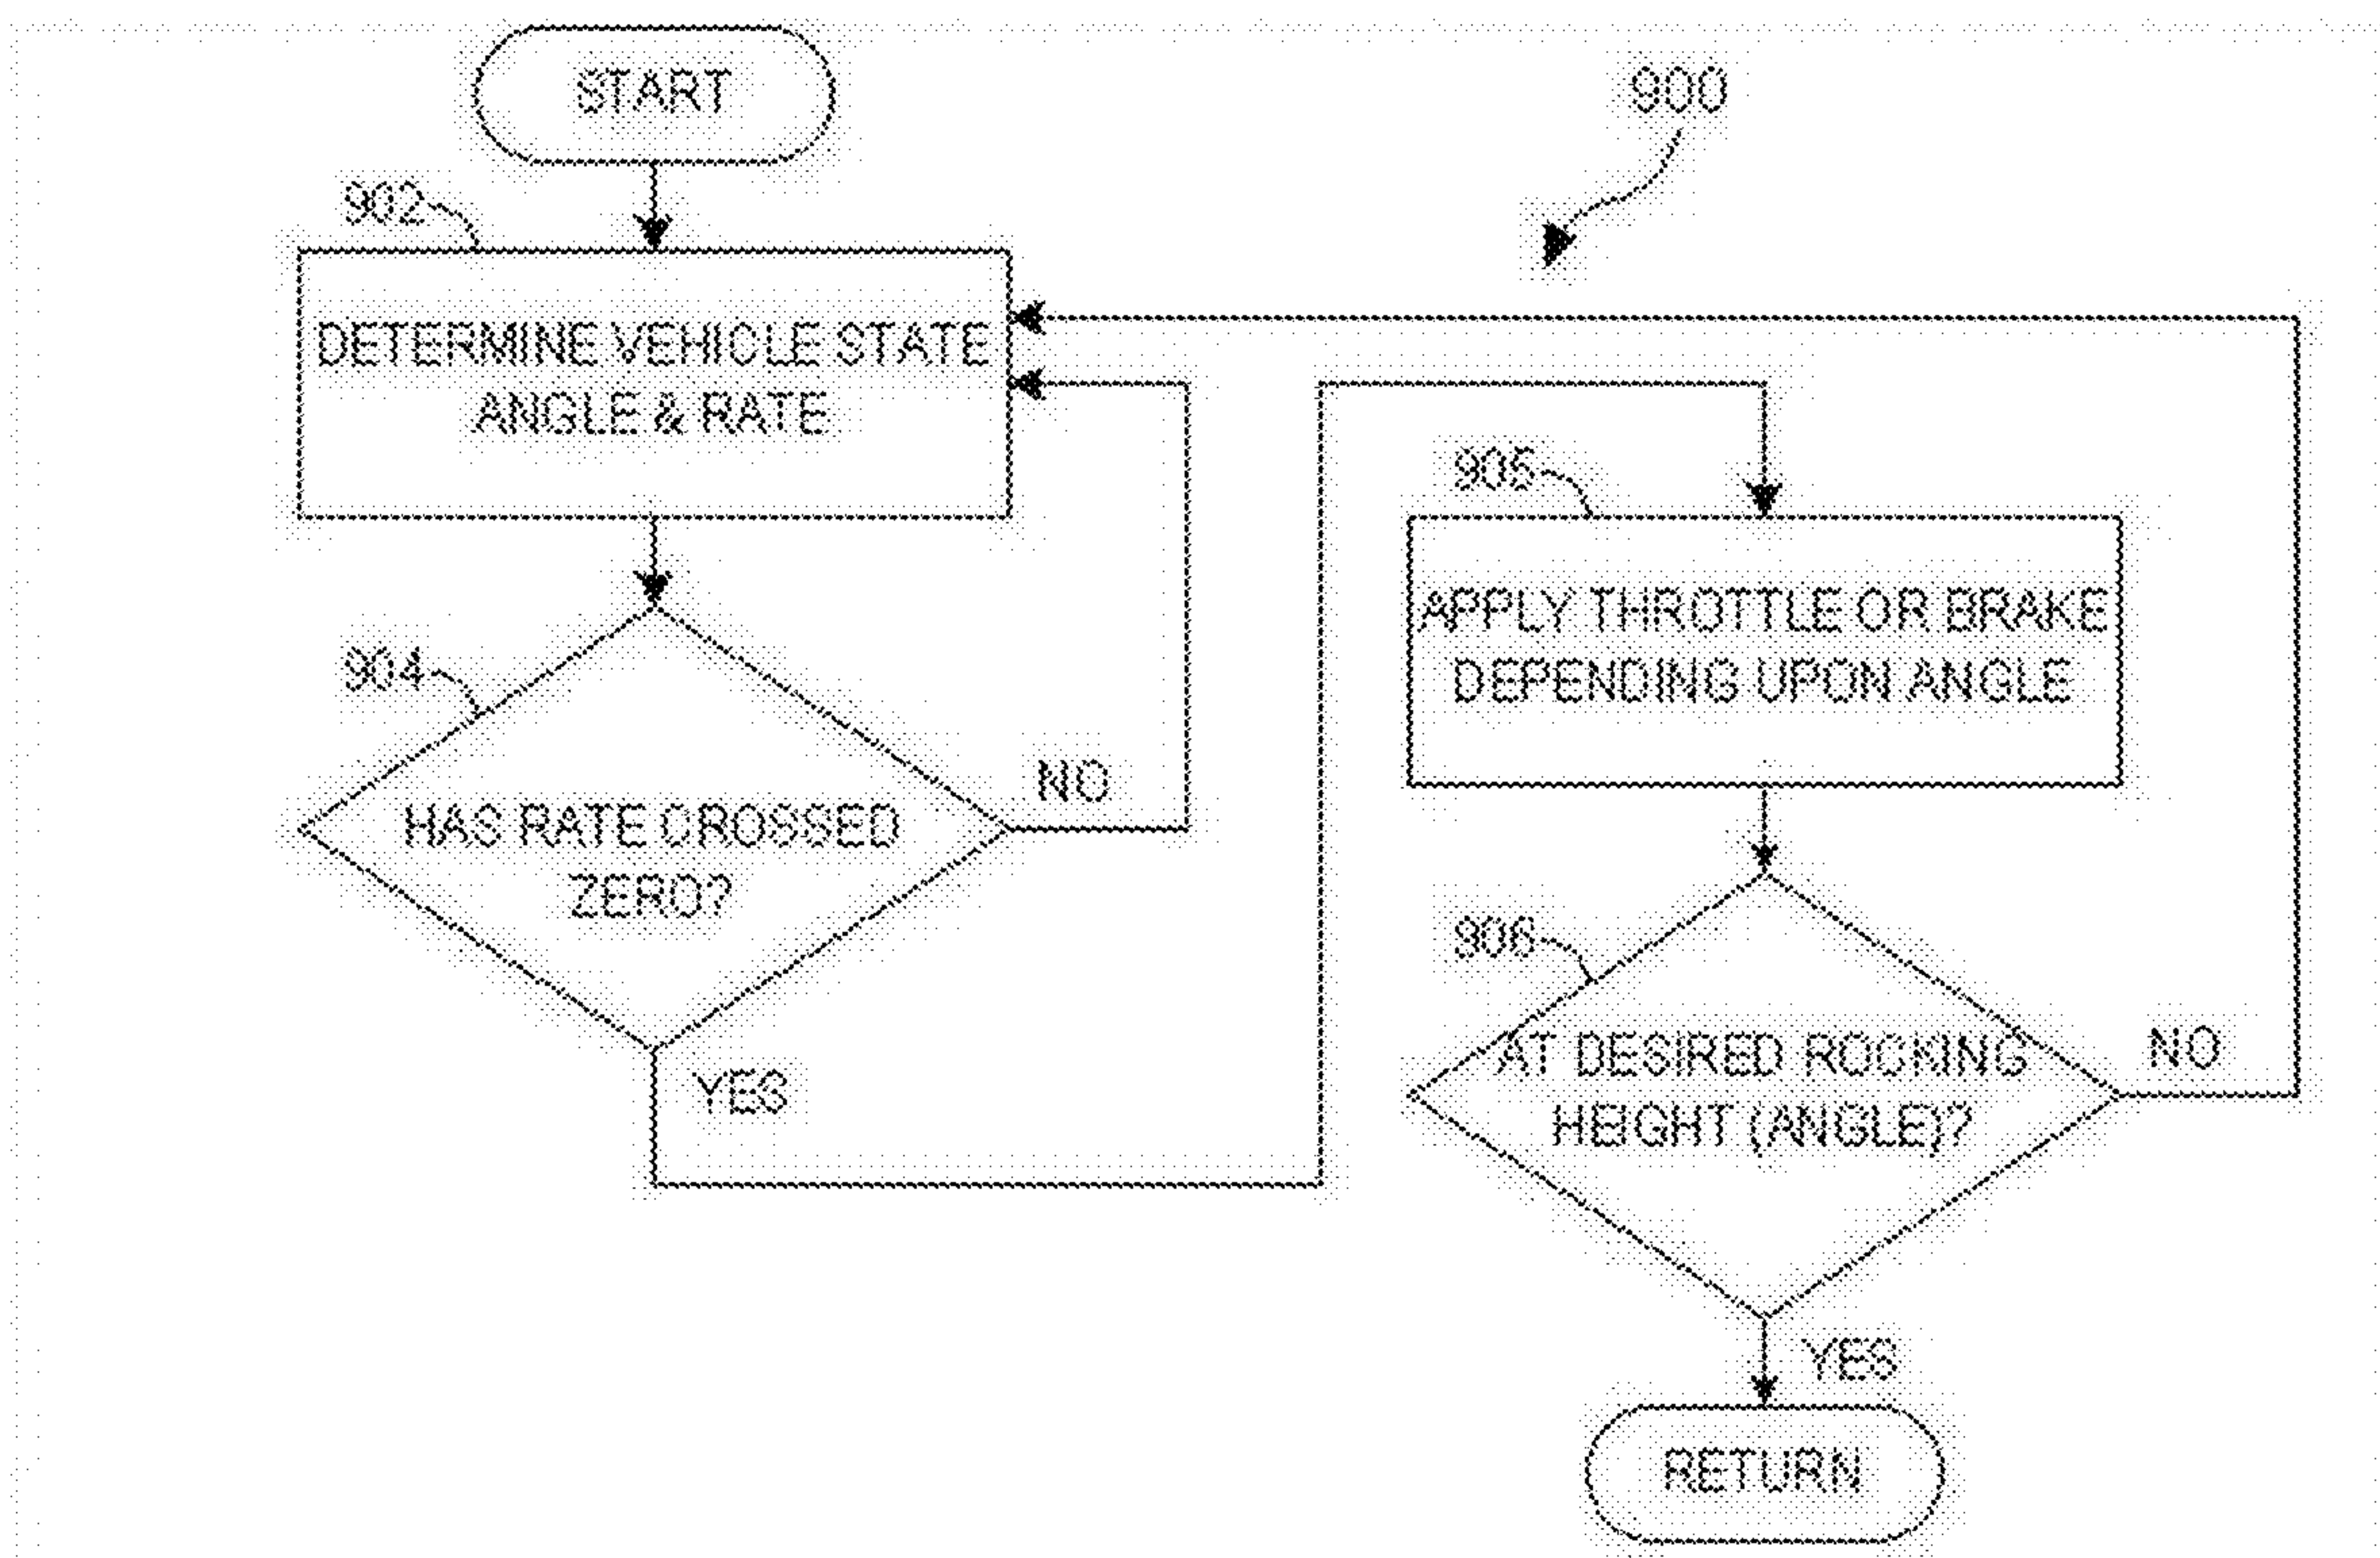 START
900
902
DETERMINE VEHICLE STATE
ANGLE & RATE
904
HAS RATE CROSSED
ZERO?
NO
YES
905
APPLY THROTTLE OR BRAKE
DEPENDING UPON ANGLE
906
AT DESIRED ROCKING
HEIGHT (ANGLE)?
NO
YES
RETURN